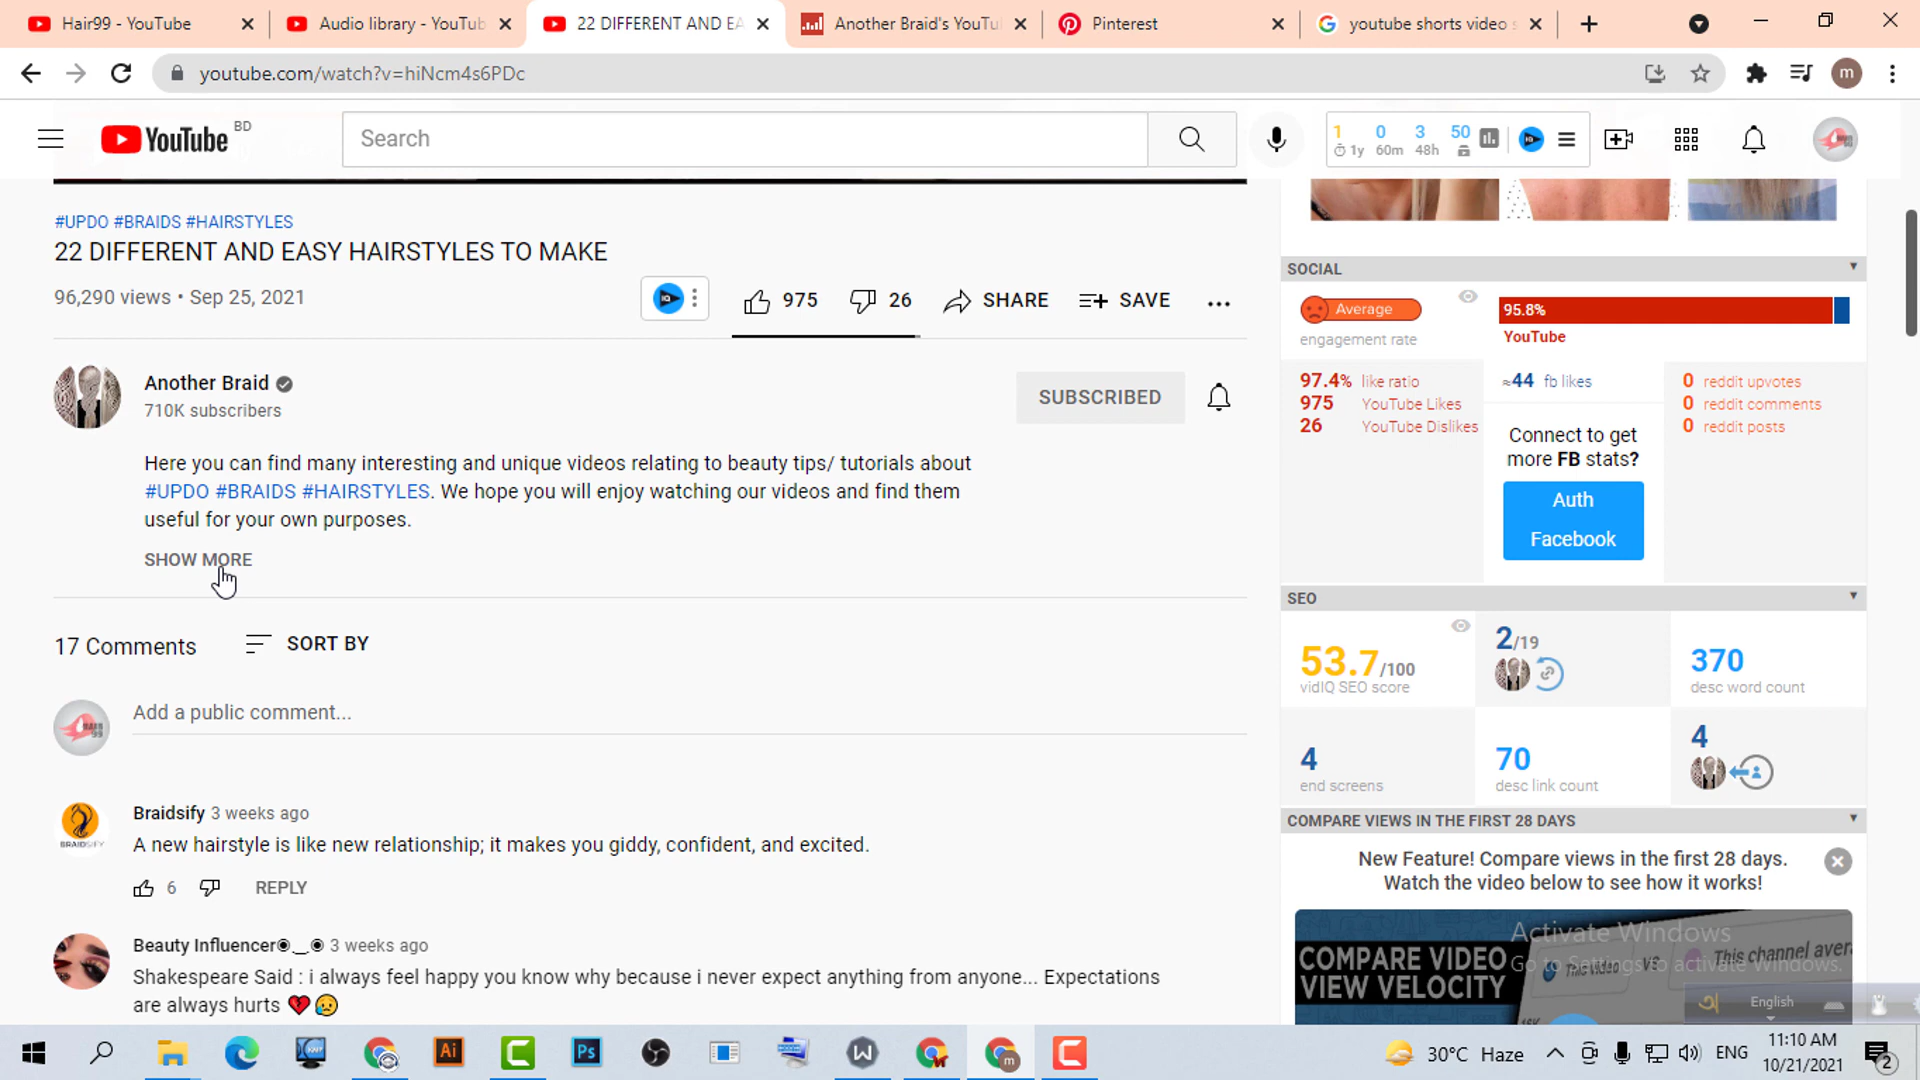 Hair99 - YouTube
Audio library - YouTub
22 DIFFERENT AND EA
Another Braid's YouTu
Pinterest
youtube shorts video s
youtube.com/watch?v=hiNcm4s6PDc
m
YouTube BD
Search
1 0 3 50
1y 60m 48h
#UPDO #BRAIDS #HAIRSTYLES
22 DIFFERENT AND EASY HAIRSTYLES TO MAKE
96,290 views • Sep 25, 2021
975 26 SHARE SAVE
Another Braid
710K subscribers
SUBSCRIBED
Here you can find many interesting and unique videos relating to beauty tips/ tutorials about
#UPDO #BRAIDS #HAIRSTYLES. We hope you will enjoy watching our videos and find them
useful for your own purposes.
SHOW MORE
17 Comments SORT BY
Add a public comment...
Braidsify 3 weeks ago
A new hairstyle is like new relationship; it makes you giddy, confident, and excited.
6 REPLY
Beauty Influencer◉‿◉ 3 weeks ago
Shakespeare Said : i always feel happy you know why because i never expect anything from anyone... Expectations
are always hurts 💔😥
SOCIAL
Average
engagement rate
95.8%
YouTube
97.4% like ratio
975 YouTube Likes
26 YouTube Dislikes
≈44 fb likes
Connect to get
more FB stats?
Auth
Facebook
0 reddit upvotes
0 reddit comments
0 reddit posts
SEO
53.7/100
vidIQ SEO score
2/19
370
desc word count
4
end screens
70
desc link count
4
COMPARE VIEWS IN THE FIRST 28 DAYS
New Feature! Compare views in the first 28 days.
Watch the video below to see how it works!
COMPARE VIDEO
VIEW VELOCITY
This video VS This channel avera
Activate Windows
Go to Settings to activate Windows.
English
Ai
Ps
30°C Haze
ENG
11:10 AM
10/21/2021
2